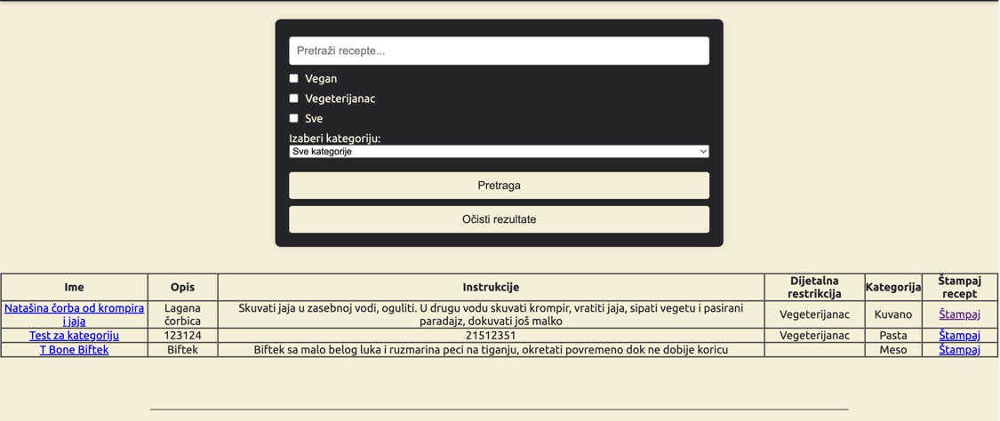 Pretraži recepte...
Vegan
Vegeterijanac
Sve
Izaberi kategoriju:
Sve kategorije
Pretraga
Očisti rezultate
Ime Opis Instrukcije Dijetalna restrikcija Kategorija Štampaj recept
Natašina čorba od krompira i jaja Lagana čorbica Skuvati jaja u zasebnoj vodi, oguliti. U drugu vodu skuvati krompir, vratiti jaja, sipati vegetu i pasirani paradajz, dokuvati još malko Vegeterijanac Kuvano Štampaj
Test za kategoriju 123124 21512351 Vegeterijanac Pasta Štampaj
T Bone Biftek Biftek Biftek sa malo belog luka i ruzmarina peci na tiganju, okretati povremeno dok ne dobije koricu Meso Štampaj